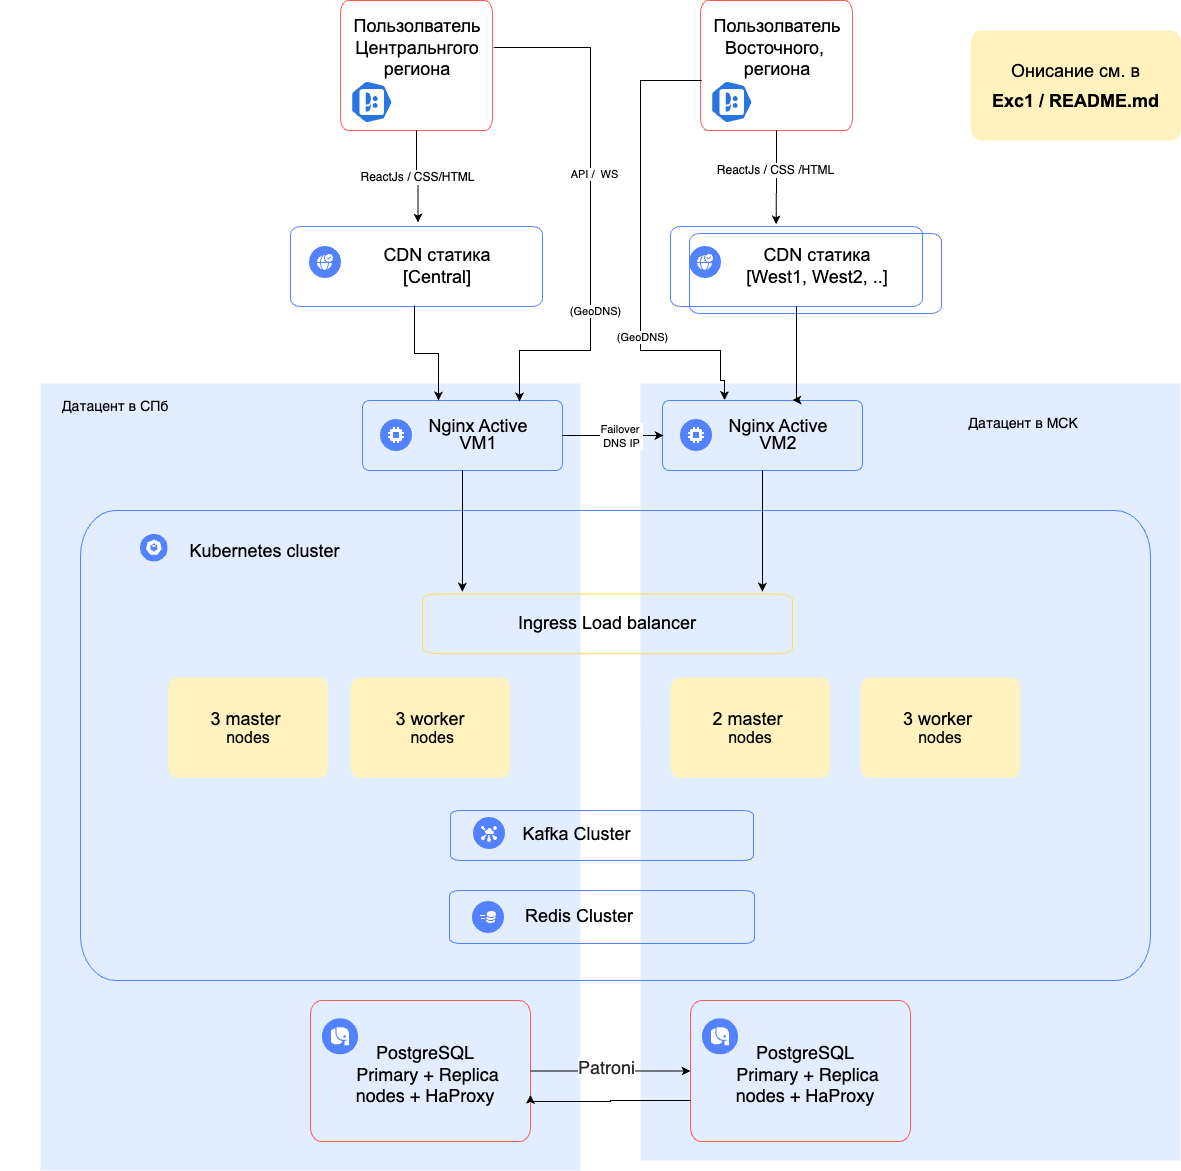 Пользолватель
Центральнго
региона
Пользолватель
Восточного,
региона
Онисание см. в
Exc1 / README.md
ReactJs / CSS/HTML
API / WS
ReactJs / CSS /HTML
CDN статика
[Central]
CDN статика
[West1, West2, ..]
(GeoDNS)
(GeoDNS)
Датацент в СПб
Датацент в МСК
Nginx Active
VM1
Failover
DNS IP
Nginx Active
VM2
Kubernetes cluster
Ingress Load balancer
3 master
nodes
3 worker
nodes
2 master
nodes
3 worker
nodes
Kafka Cluster
Redis Cluster
PostgreSQL
Primary + Replica
nodes + HaProxy
Patroni
PostgreSQL
Primary + Replica
nodes + HaProxy